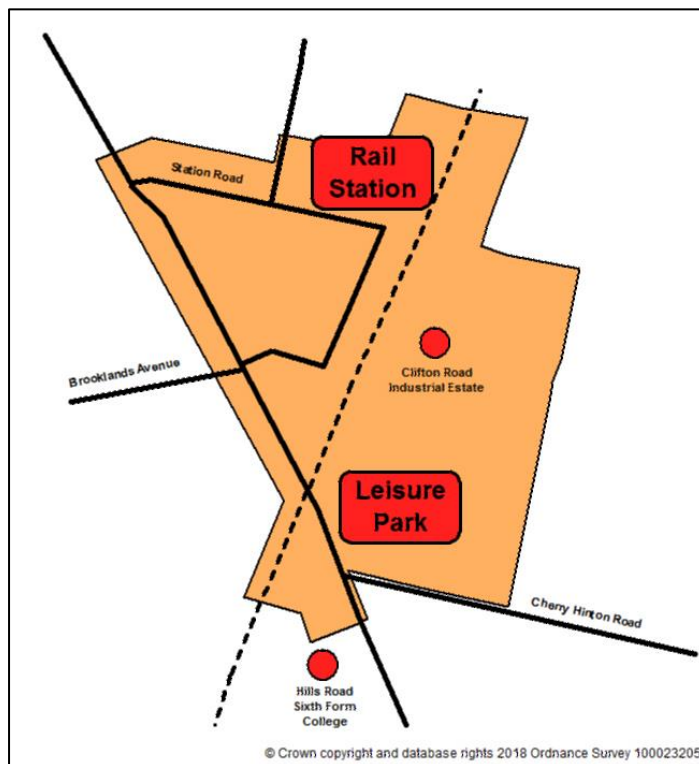 Rail
Station
Station Road
Brooklands Avenue
Clifton Road
Industrial Estate
Leisure
Park
Cherry Hinton Road
Hills Road
Sixth Form
College
© Crown copyright and database rights 2018 Ordnance Survey 100023205